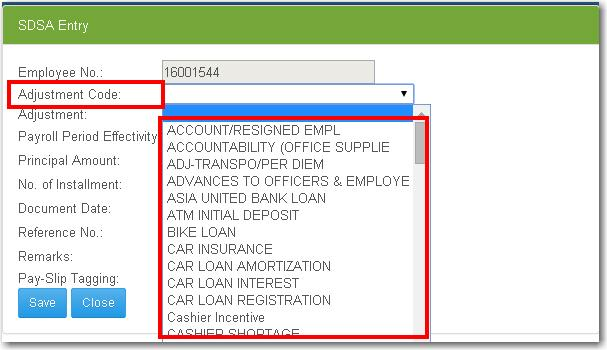 SDSA Entry
Employee No.: 16001544
Adjustment Code:
Adjustment:
Payroll Period Effectivity
Principal Amount:
No. of Installment:
Document Date:
Reference No.:
Remarks:
Pay-Slip Tagging:
Save Close
ACCOUNT/RESIGNED EMPL
ACCOUNTABILITY (OFFICE SUPPLIE
ADJ-TRANSPO/PER DIEM
ADVANCES TO OFFICERS & EMPLOYE
ASIA UNITED BANK LOAN
ATM INITIAL DEPOSIT
BIKE LOAN
CAR INSURANCE
CAR LOAN AMORTIZATION
CAR LOAN INTEREST
CAR LOAN REGISTRATION
Cashier Incentive
CASHIER SHORTAGE